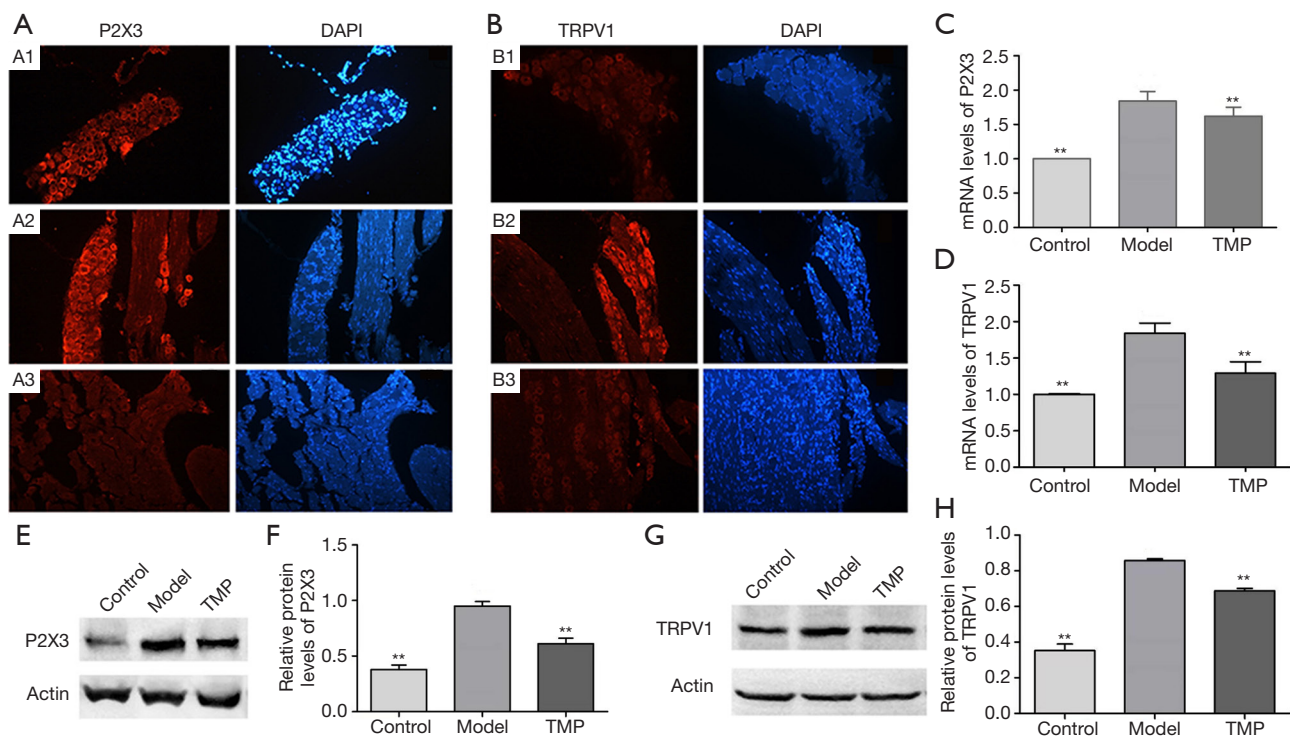 A
P2X3
DAPI
A1
A2
A3
B
TRPV1
DAPI
B1
B2
B3
C
mRNA levels of P2X3
2.5
2.0
1.5
1.0
0.5
0.0
**
**
Control
Model
TMP
D
mRNA levels of TRPV1
2.5
2.0
1.5
1.0
0.5
0.0
**
**
Control
Model
TMP
E
Control
Model
TMP
P2X3
Actin
F
Relative protein
levels of P2X3
1.5
1.0
0.5
0.0
**
**
Control
Model
TMP
G
Control
Model
TMP
TRPV1
Actin
H
Relative protein levels
of TRPV1
1.0
0.8
0.6
0.4
0.2
0.0
**
**
Control
Model
TMP